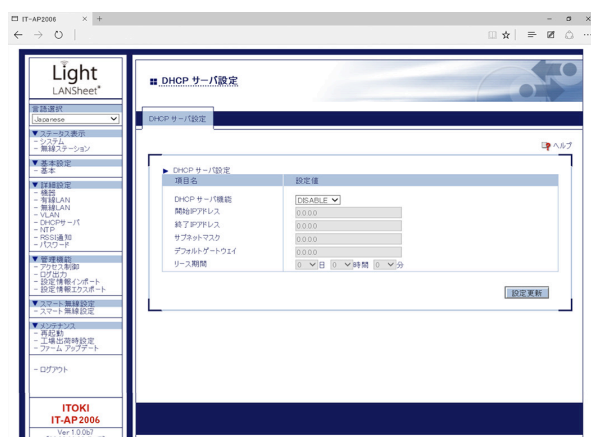 IT-AP2006
Light
LANSheet
言語選択
Japanese
▼ ステータス表示
- システム
- 無線ステーション
▼ 基本設定
- 基本
▼ 詳細設定
- 機器
- 有線LAN
- 無線LAN
- VLAN
- DHCPサーバ
- NTP
- RSSI通知
- パスワード
▼ 管理機能
- アクセス制御
- ログ出力
- 設定情報インポート
- 設定情報エクスポート
▼ スマート無線設定
- スマート無線設定
▼ メンテナンス
- 再起動
- 工場出荷時設定
- ファーム アップデート
- ログアウト
ITOKI
IT-AP2006
Ver 1.0.0b7
DHCP サーバ設定
DHCP サーバ設定
ヘルプ
▶ DHCP サーバ設定
項目名 設定値
DHCP サーバ機能 DISABLE
開始IPアドレス 0.0.0.0
終了IPアドレス 0.0.0.0
サブネットマスク 0.0.0.0
デフォルトゲートウエイ 0.0.0.0
リース期間 0 日 0 時間 0 分
設定更新